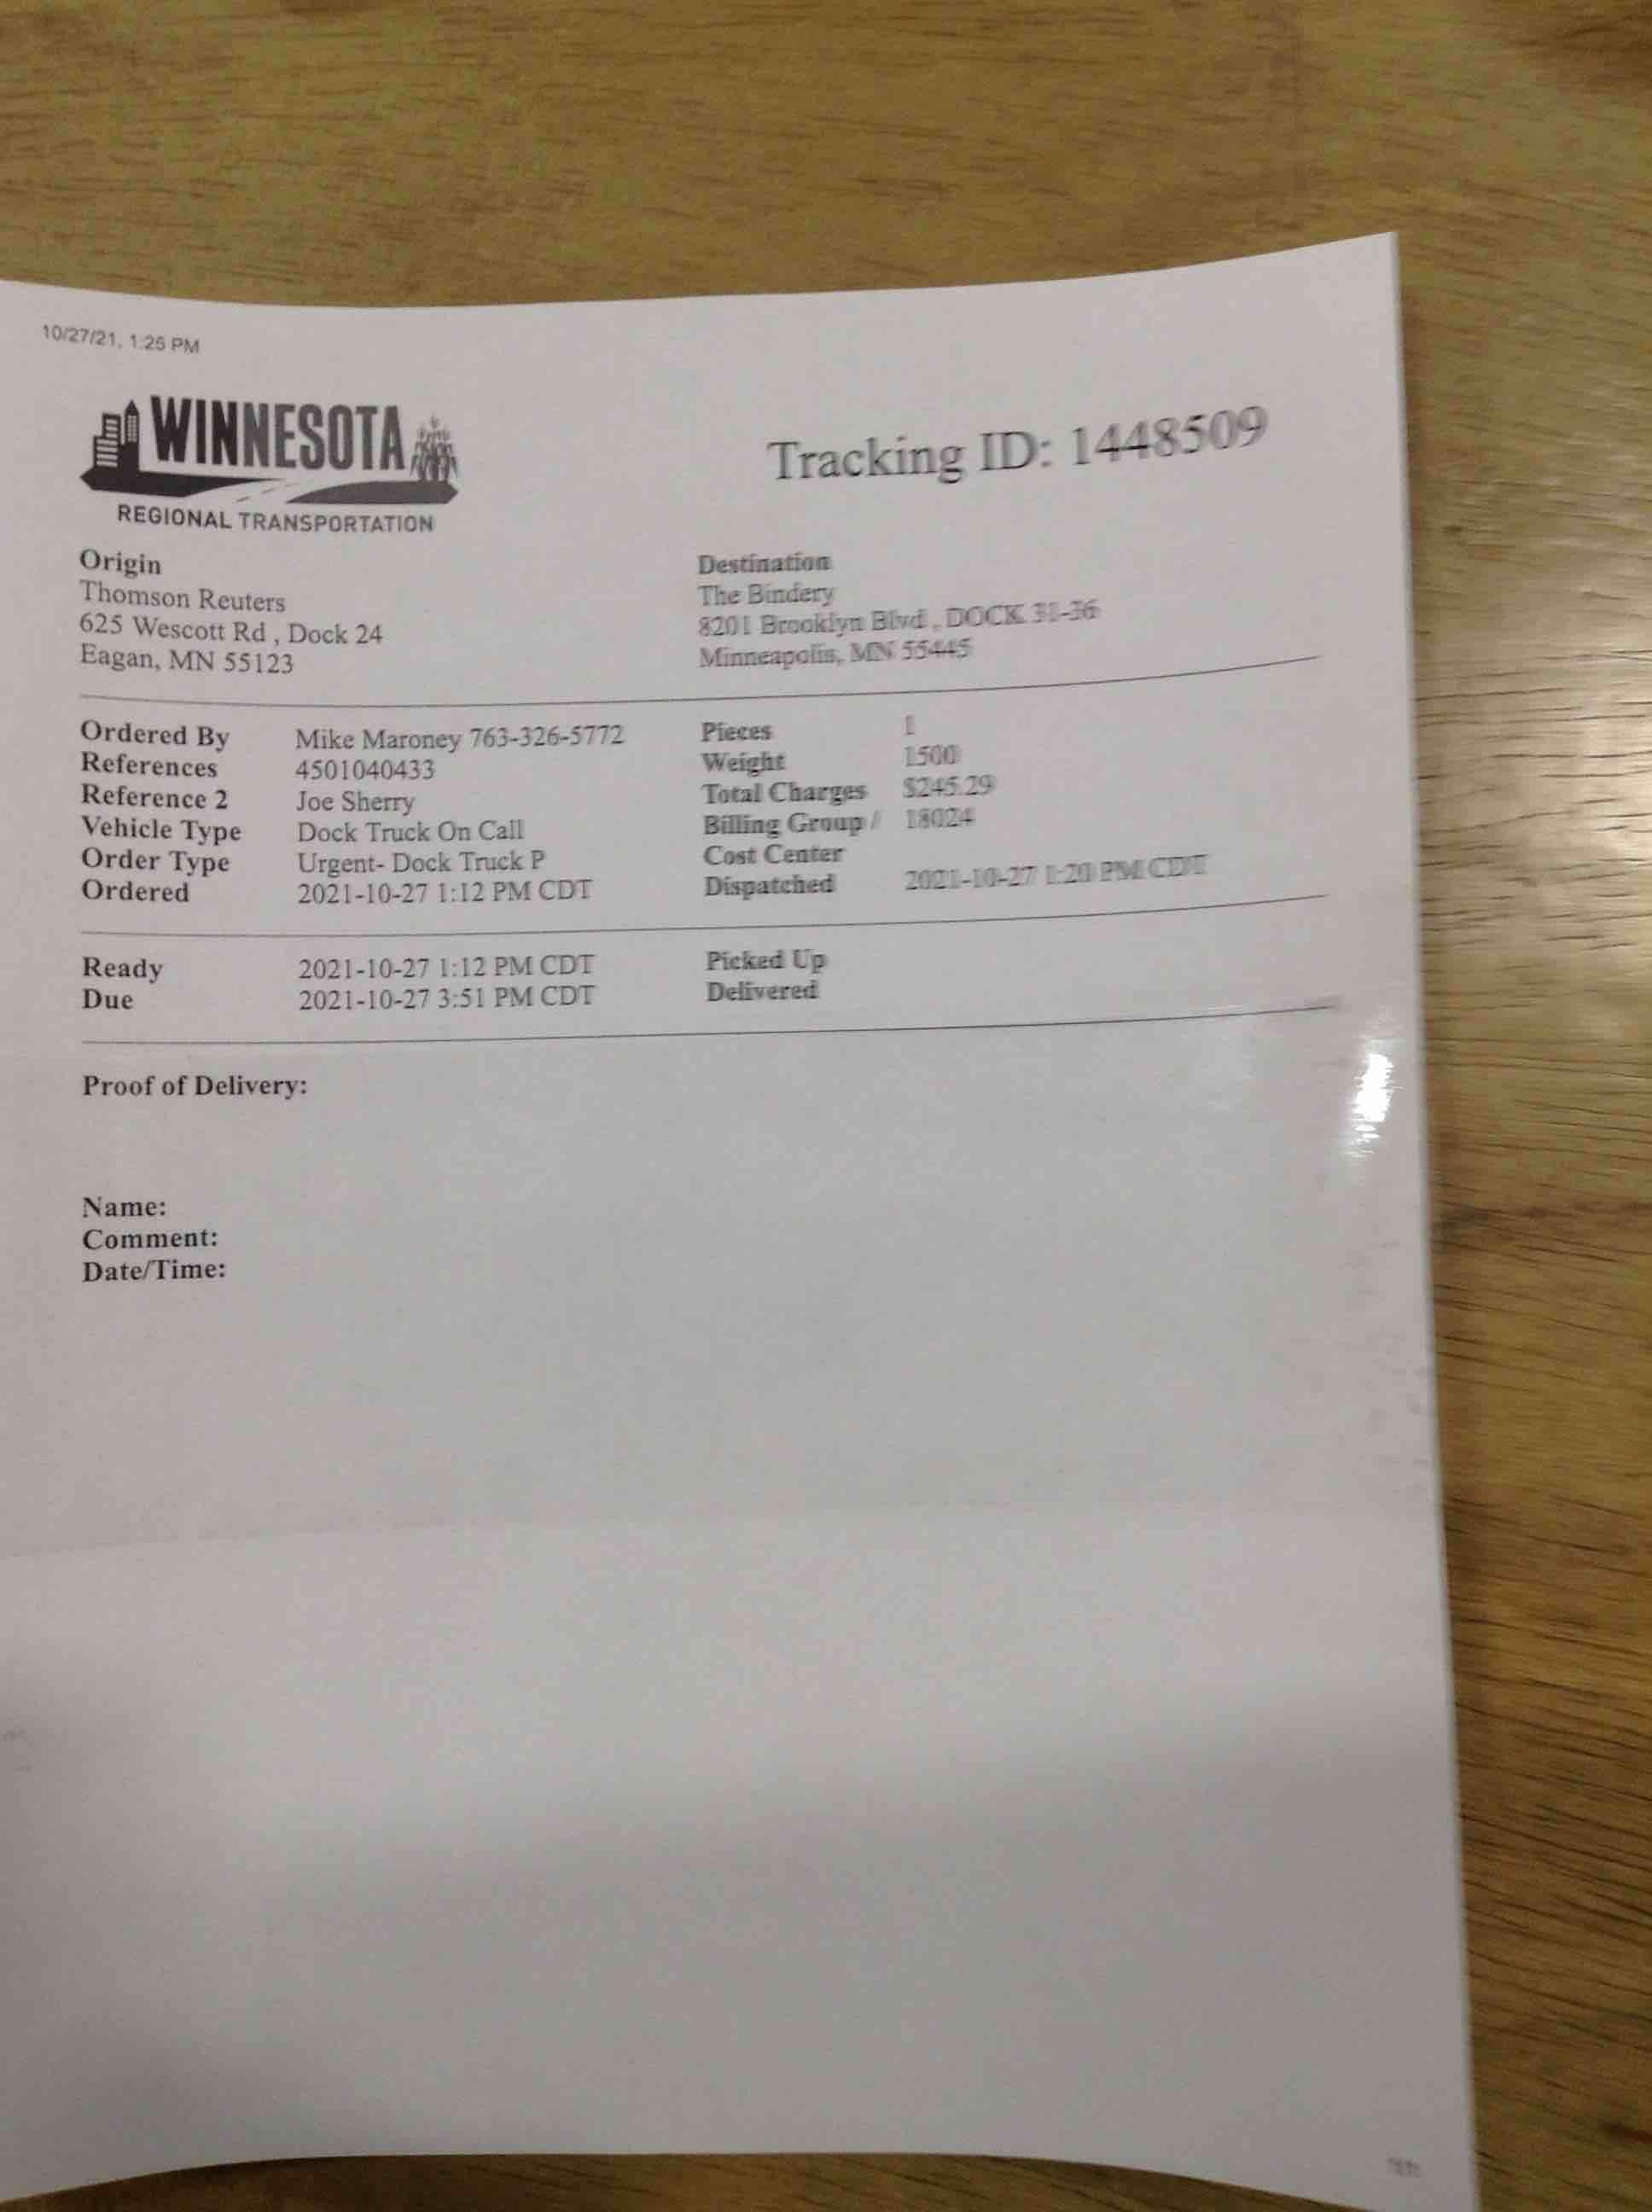 10/27/21, 1:25 PM
WINNESOTA
REGIONAL TRANSPORTATION
Tracking ID: 1448509
Origin
Thomson Reuters
625 Wescott Rd , Dock 24
Eagan, MN 55123
Destination
The Bindery
8201 Brooklyn Blvd , DOCK 31-36
Minneapolis, MN 55445
Ordered By Mike Maroney 763-326-5772
References 4501040433
Reference 2 Joe Sherry
Vehicle Type Dock Truck On Call
Order Type Urgent- Dock Truck P
Ordered 2021-10-27 1:12 PM CDT
Pieces 1
Weight 1500
Total Charges $245.29
Billing Group / 18024
Cost Center
Dispatched 2021-10-27 1:20 PM CDT
Ready 2021-10-27 1:12 PM CDT
Due 2021-10-27 3:51 PM CDT
Picked Up
Delivered
Proof of Delivery:
Name:
Comment:
Date/Time: